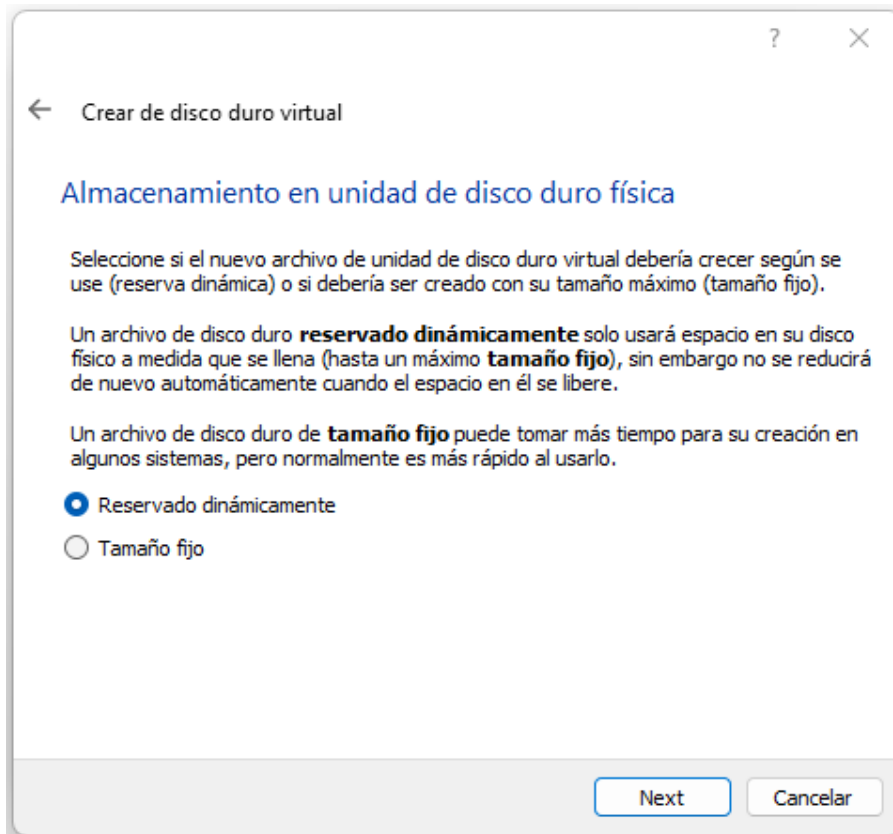 ?
Crear de disco duro virtual
Almacenamiento en unidad de disco duro física
Seleccione si el nuevo archivo de unidad de disco duro virtual debería crecer según se
use (reserva dinámica) o si debería ser creado con su tamaño máximo (tamaño fijo).
Un archivo de disco duro reservado dinámicamente solo usará espacio en su disco
físico a medida que se llena (hasta un máximo tamaño fijo), sin embargo no se reducirá
de nuevo automáticamente cuando el espacio en él se libere.
Un archivo de disco duro de tamaño fijo puede tomar más tiempo para su creación en
algunos sistemas, pero normalmente es más rápido al usarlo.
Reservado dinámicamente
Tamaño fijo
Next Cancelar